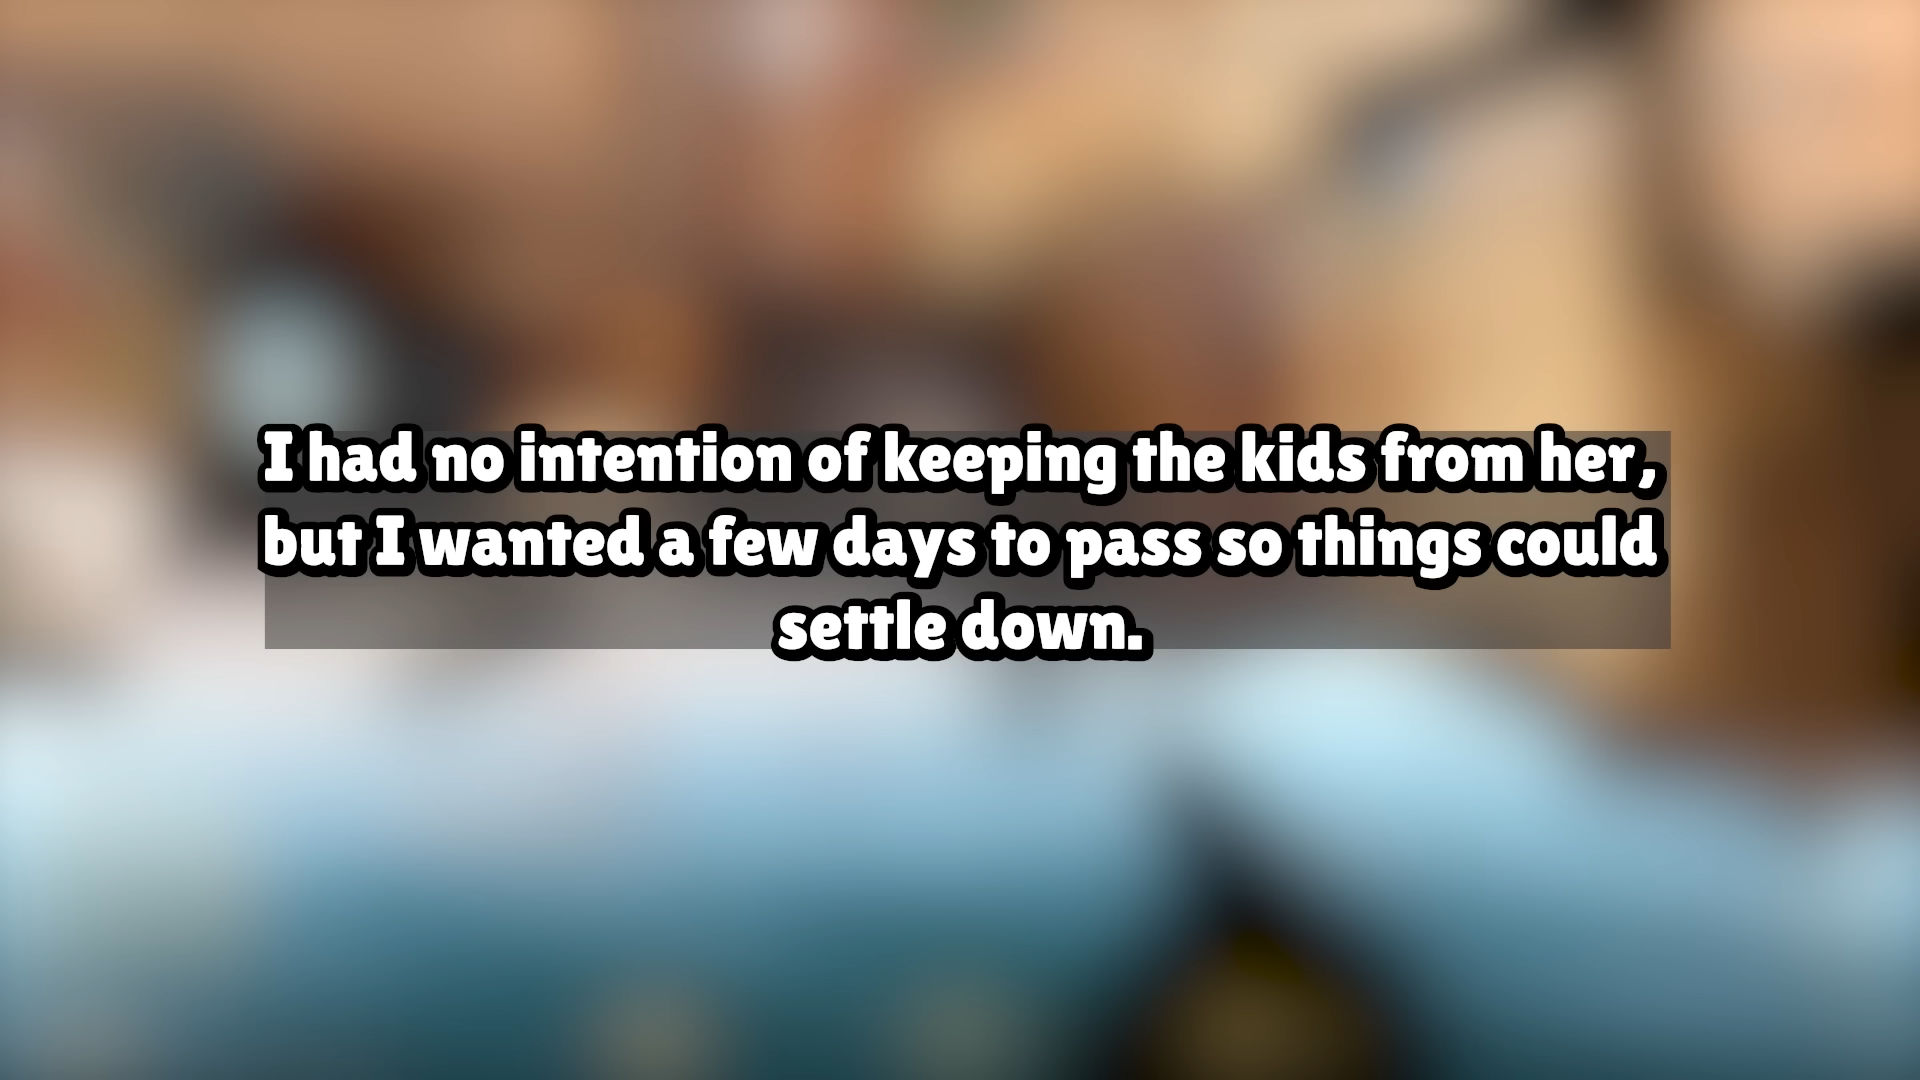 I had no intention of keeping the kids from her,
but I wanted a few days to pass so things could
settle down.